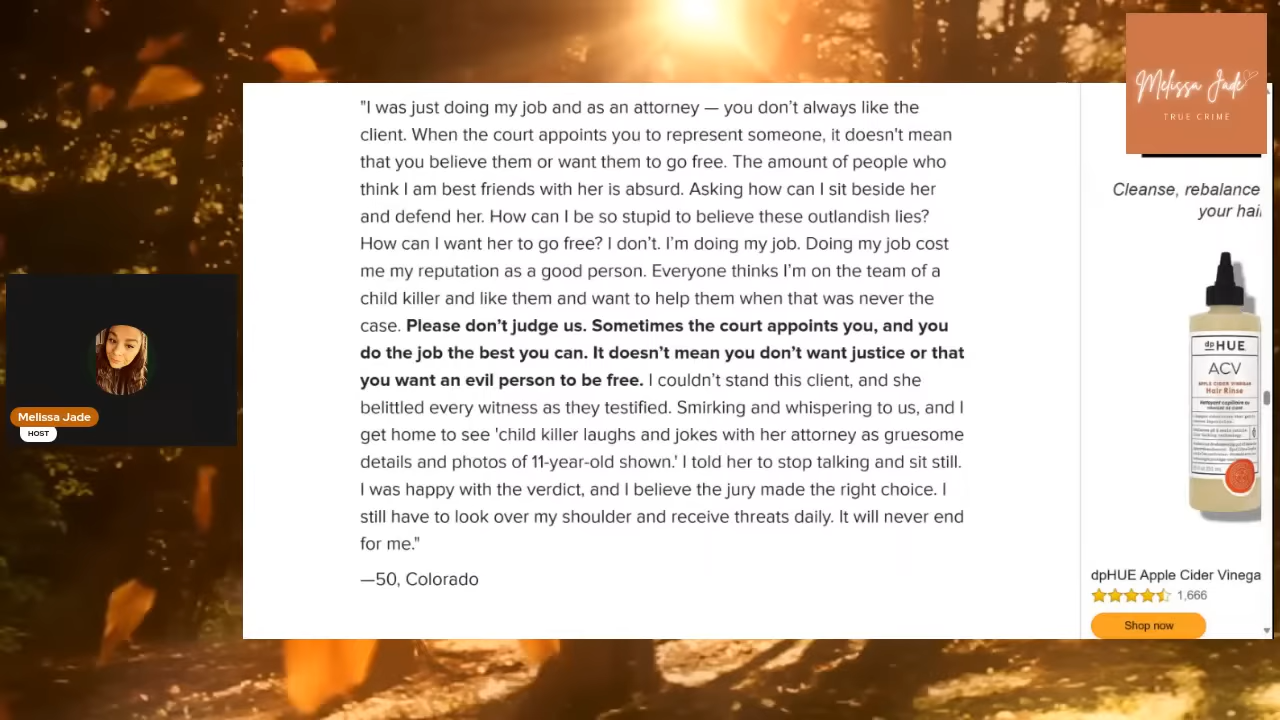 Melissa Jade
TRUE CRIME
"I was just doing my job and as an attorney — you don’t always like the
client. When the court appoints you to represent someone, it doesn't mean
that you believe them or want them to go free. The amount of people who
think I am best friends with her is absurd. Asking how can I sit beside her
and defend her. How can I be so stupid to believe these outlandish lies?
How can I want her to go free? I don’t. I’m doing my job. Doing my job cost
me my reputation as a good person. Everyone thinks I’m on the team of a
child killer and like them and want to help them when that was never the
case. Please don’t judge us. Sometimes the court appoints you, and you
do the job the best you can. It doesn’t mean you don’t want justice or that
you want an evil person to be free. I couldn’t stand this client, and she
belittled every witness as they testified. Smirking and whispering to us, and I
get home to see 'child killer laughs and jokes with her attorney as gruesome
details and photos of 11-year-old shown.' I told her to stop talking and sit still.
I was happy with the verdict, and I believe the jury made the right choice. I
still have to look over my shoulder and receive threats daily. It will never end
for me."
—50, Colorado
Melissa Jade
HOST
Cleanse, rebalance
your hai
dpHUE
ACV
APPLE CIDER VINEGAR
Hair Rinse
dpHUE Apple Cider Vinega
1,666
Shop now